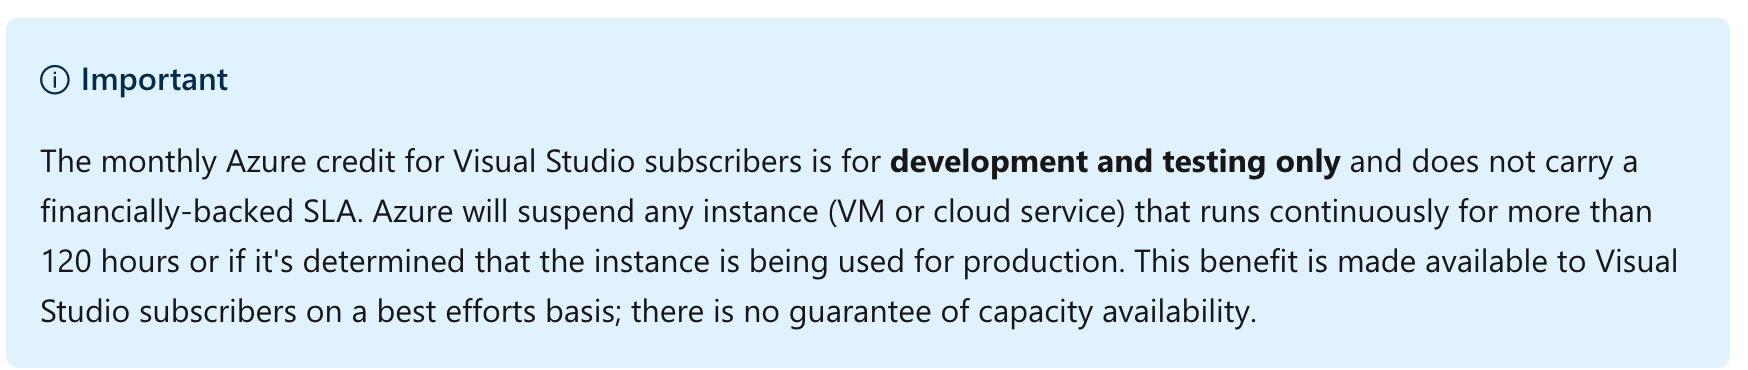 Important
The monthly Azure credit for Visual Studio subscribers is for development and testing only and does not carry a
financially-backed SLA. Azure will suspend any instance (VM or cloud service) that runs continuously for more than
120 hours or if it's determined that the instance is being used for production. This benefit is made available to Visual
Studio subscribers on a best efforts basis; there is no guarantee of capacity availability.